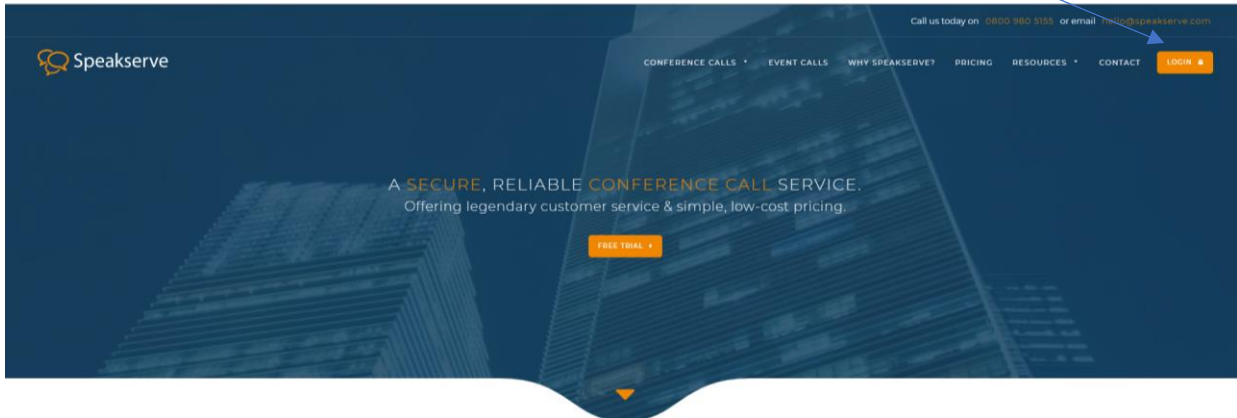 Call us today on 0800 980 5155 or email hello@speakserve.com
Speakserve
CONFERENCE CALLS EVENT CALLS WHY SPEAKSERVE? PRICING RESOURCES CONTACT LOGIN
A SECURE, RELIABLE CONFERENCE CALL SERVICE.
Offering legendary customer service & simple, low-cost pricing.
FREE TRIAL